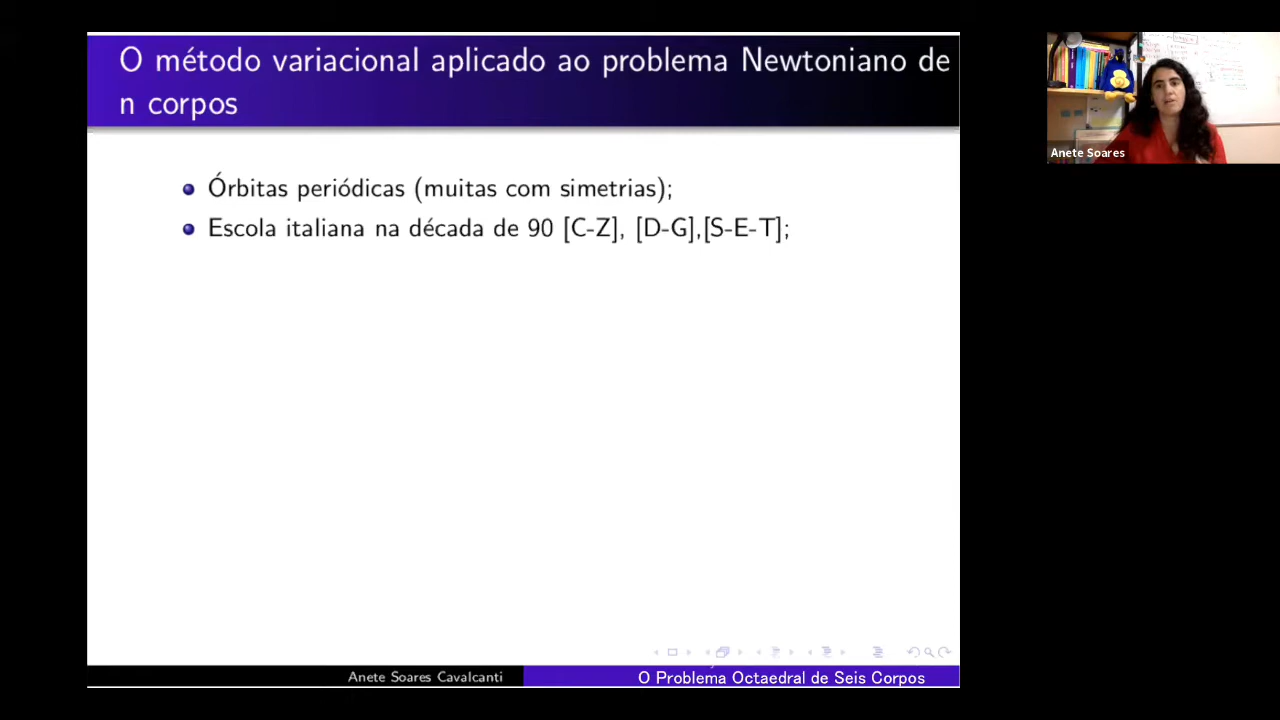 O método variacional aplicado ao problema Newtoniano de
n corpos
Órbitas periódicas (muitas com simetrias);
Escola italiana na década de 90 [C-Z], [D-G],[S-E-T];
Anete Soares Cavalcanti
O Problema Octaedral de Seis Corpos
Anete Soares